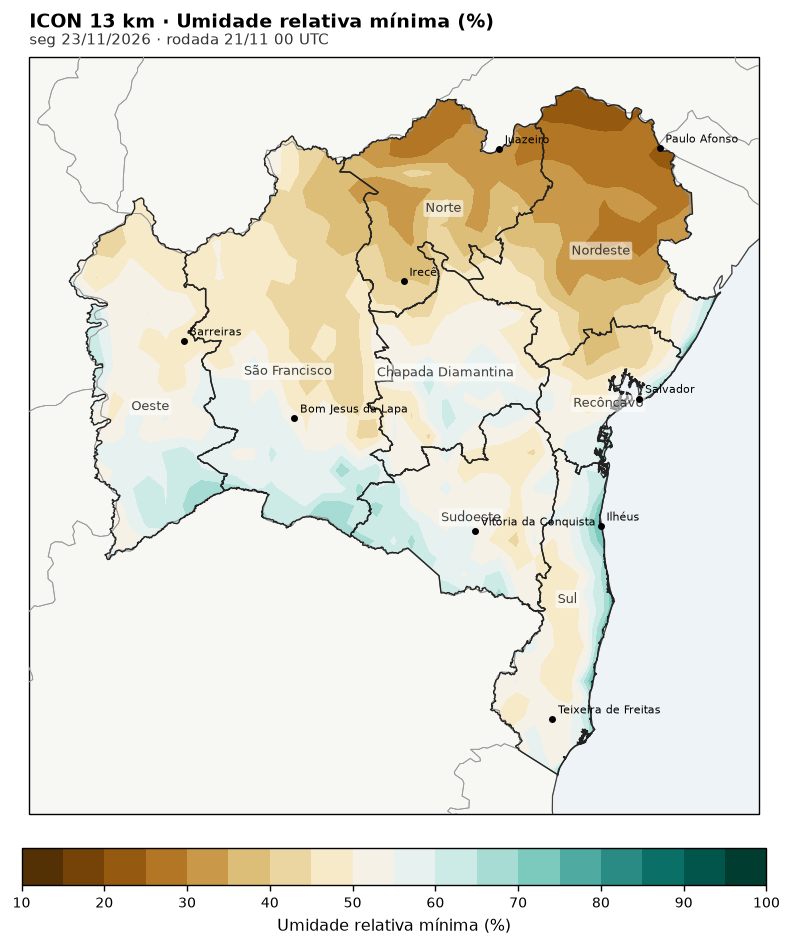 ICON 13 km · Umidade relativa mínima (%)
seg 23/11/2026 · rodada 21/11 00 UTC
Juazeiro
Paulo Afonso
Norte
Nordeste
Irecê
Barreiras
São Francisco
Chapada Diamantina
Salvador
Oeste
Bom Jesus da Lapa
Recôncavo
Sudoeste
Vitória da Conquista
Ilhéus
Sul
Teixeira de Freitas
10 20 30 40 50 60 70 80 90 100
Umidade relativa mínima (%)